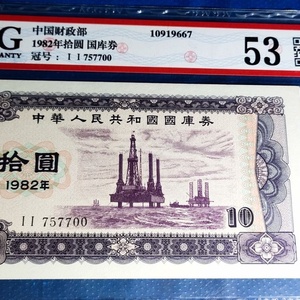 G
RANTY
中国财政部
10919667
1982年拾圆 国库券
冠号: I I 757700
53
中華人民共和國國庫券
拾圓
1982年
I I 757700
10